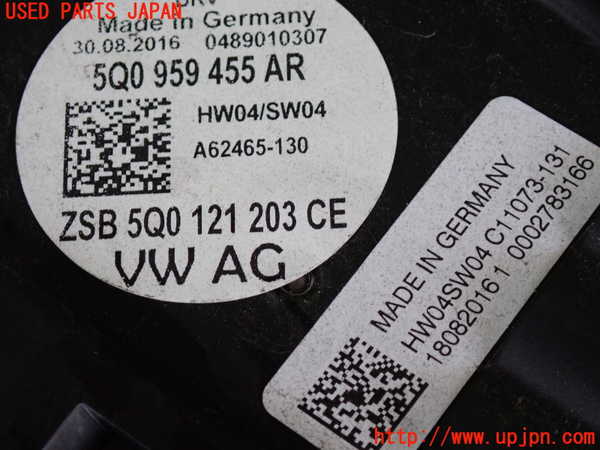 USED PARTS JAPAN
Made in Germany
30.08.2016 0489010307
5Q0 959 455 AR
HW04/SW04
A62465-130
ZSB 5Q0 121 203 CE
VW AG
MADE IN GERMANY
HW04SW04 C11073-131
18082016 1 0002783166
http://www.upjpn.com